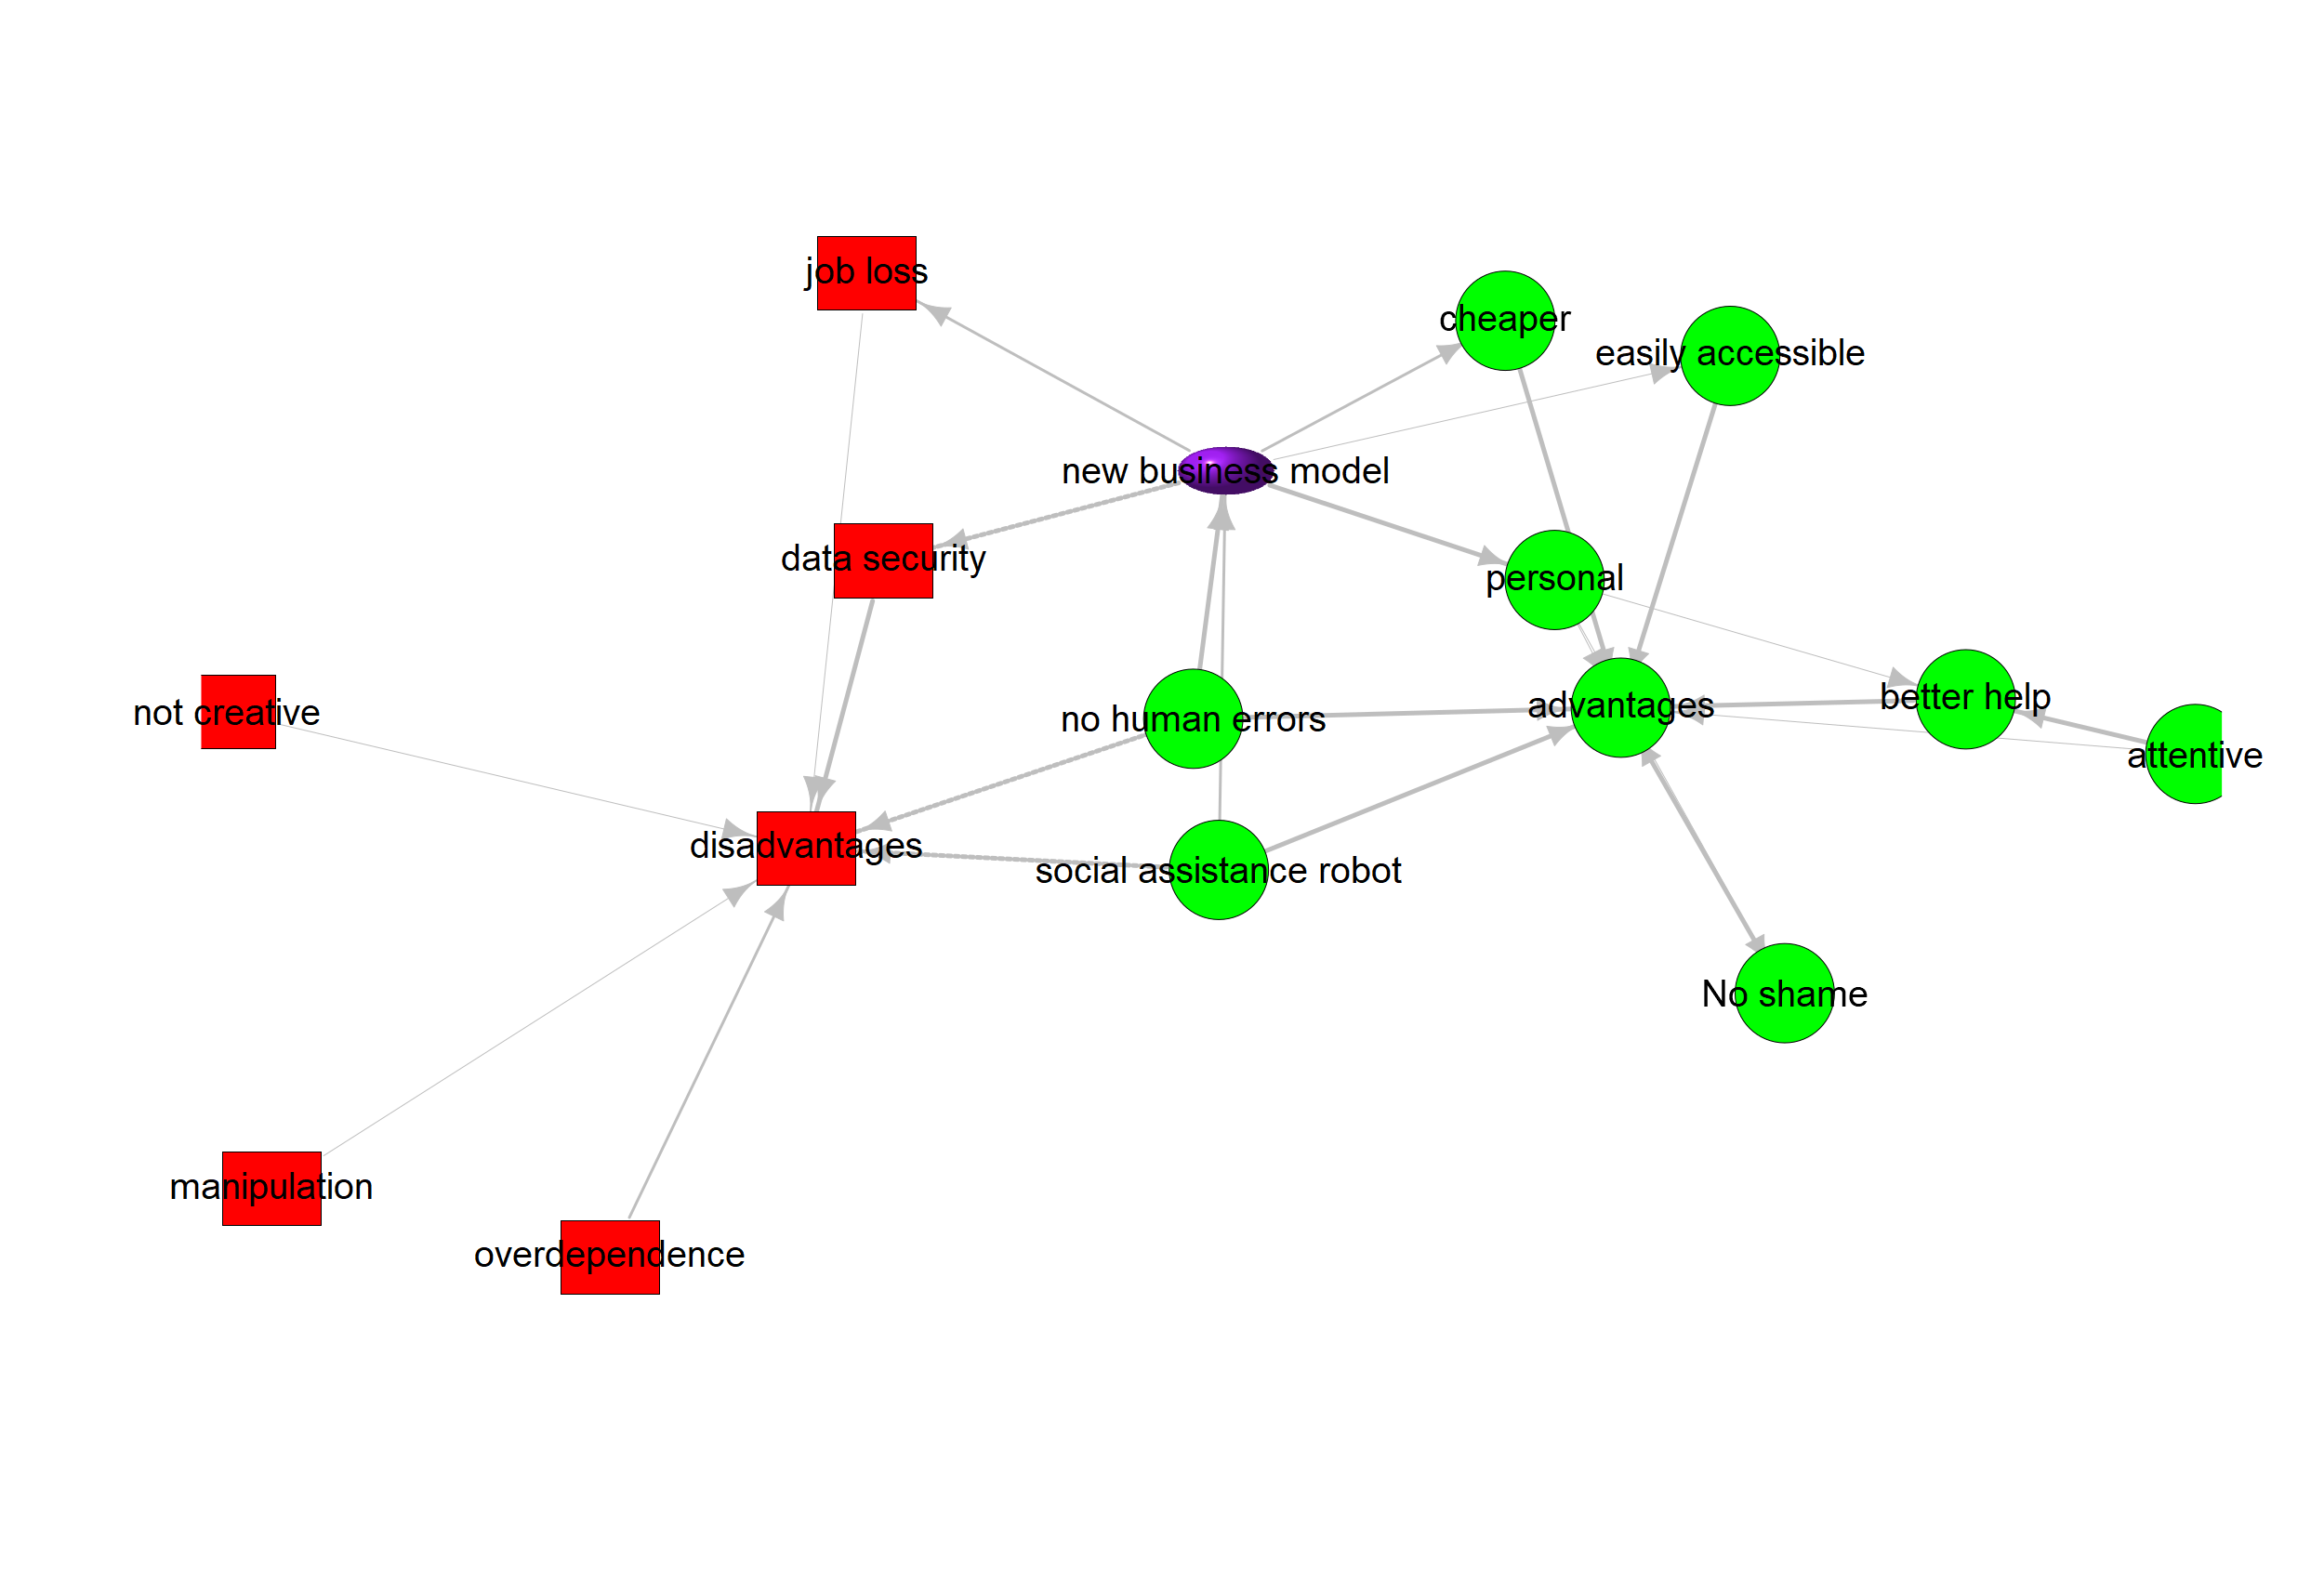 job loss
cheaper
easily accessible
new business model
data security
personal
not creative
no human errors
advantages
better help
attentive
disadvantages
social assistance robot
No shame
manipulation
overdependence